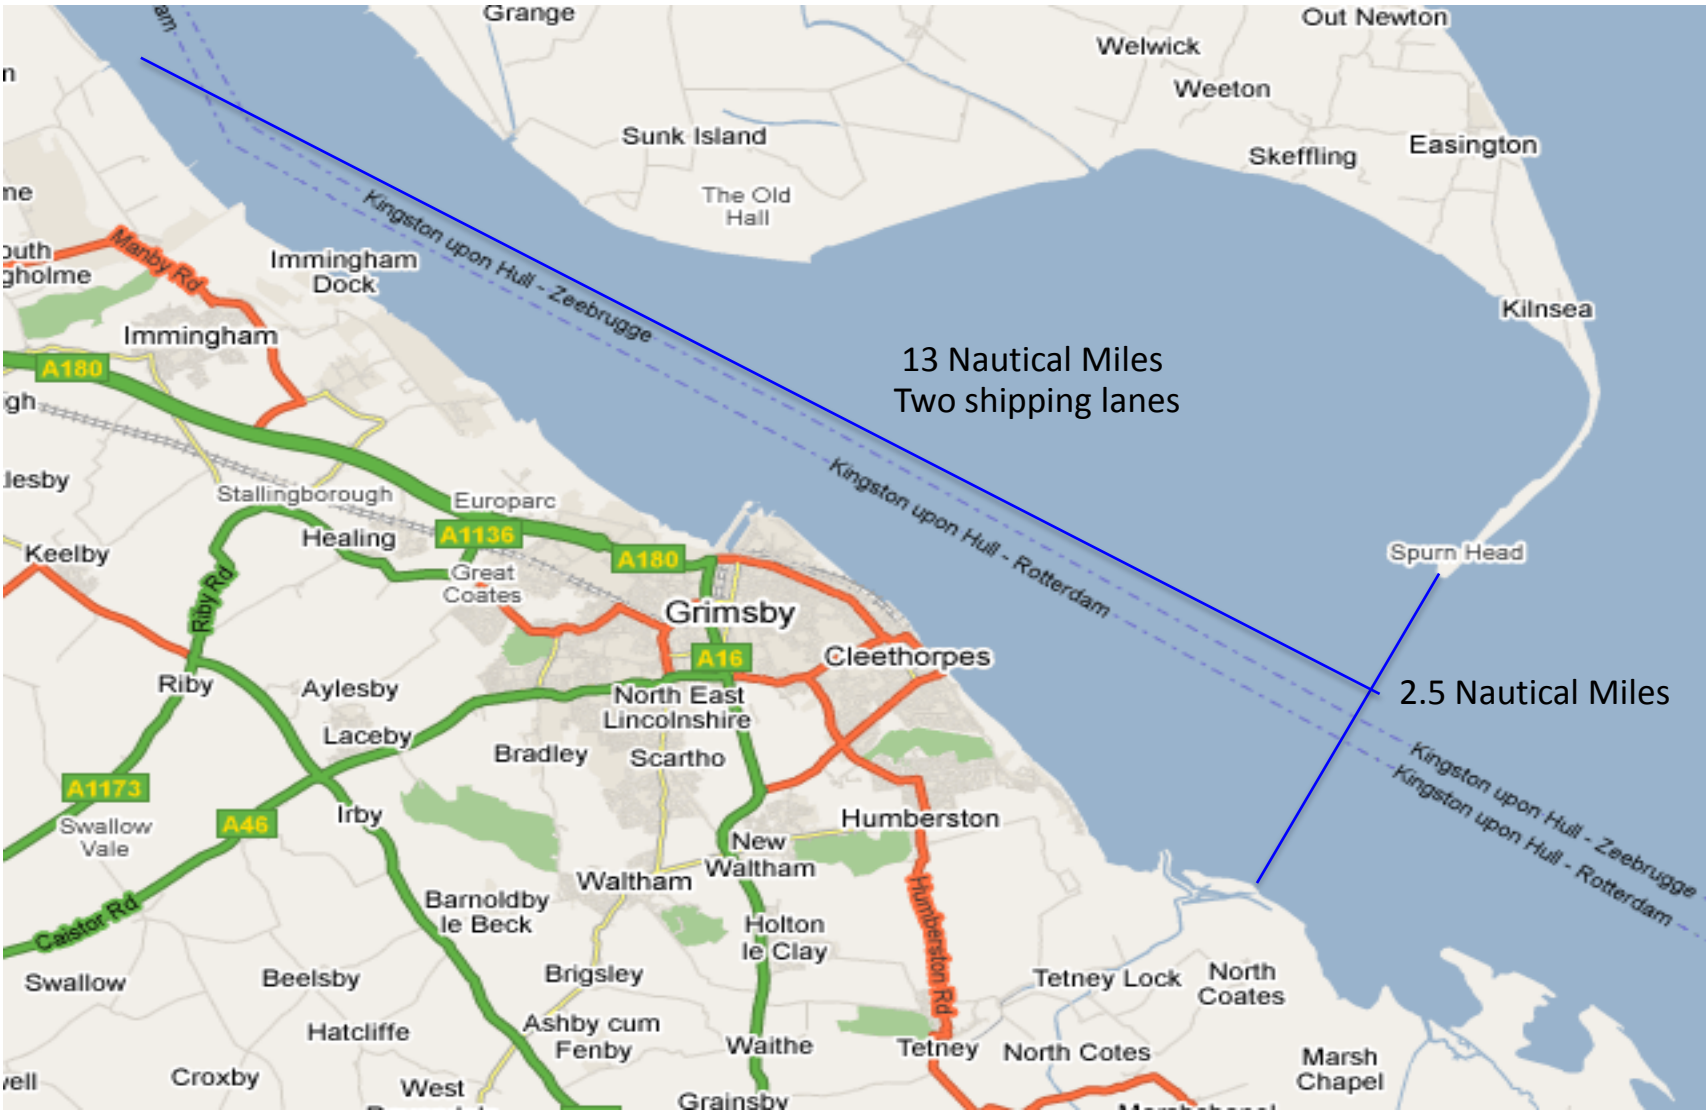 am
Grange
Out Newton
Welwick
Weeton
Sunk Island
Easington
Skeffling
The Old
Hall
Kingston upon Hull - Zeebrugge
Manby Rd
Immingham
Dock
Kilnsea
Immingham
A180
13 Nautical Miles
Two shipping lanes
Kingston upon Hull - Rotterdam
Stallingborough
Europarc
Healing
A1136
Keelby
A180
Great
Coates
Spurn Head
Riby Rd
Grimsby
A16
Cleethorpes
Riby
Aylesby
North East
Lincolnshire
2.5 Nautical Miles
Laceby
Bradley
Scartho
Kingston upon Hull - Zeebrugge
Kingston upon Hull - Rotterdam
A1173
Swallow
Vale
A46
Irby
Humberston
New
Waltham
Waltham
Barnoldby
le Beck
Humberston Rd
Caistor Rd
Holton
le Clay
Swallow
Beelsby
Brigsley
Tetney Lock
North
Coates
Hatcliffe
Ashby cum
Fenby
Waithe
Tetney
North Cotes
Marsh
Chapel
Croxby
West
Grainsby